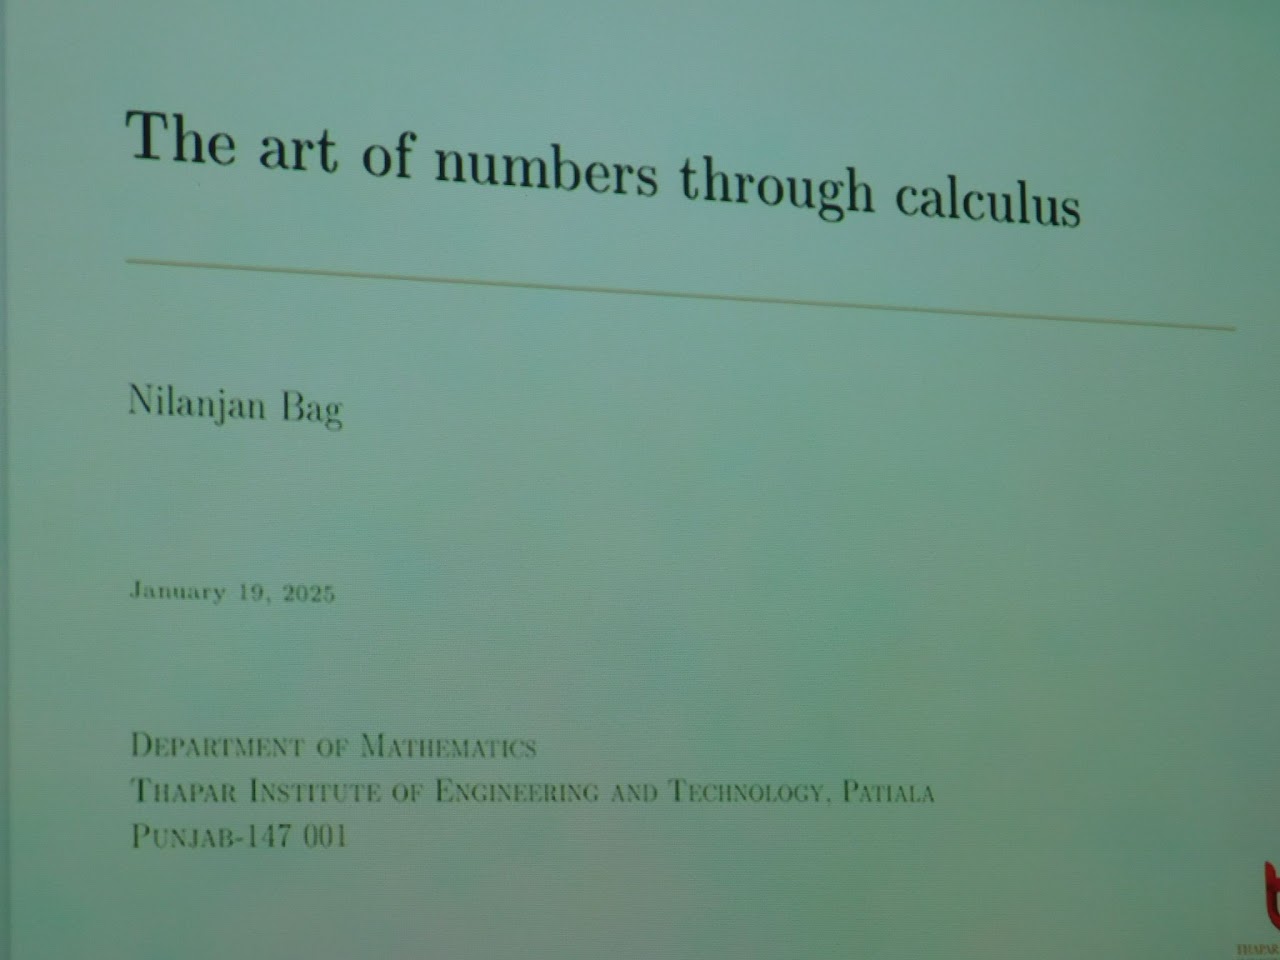 The art of numbers through calculus
Nilanjan Bag
January 19, 2025
DEPARTMENT OF MATHEMATICS
THAPAR INSTITUTE OF ENGINEERING AND TECHNOLOGY, PATIALA
PUNJAB-147 001
THAPAR